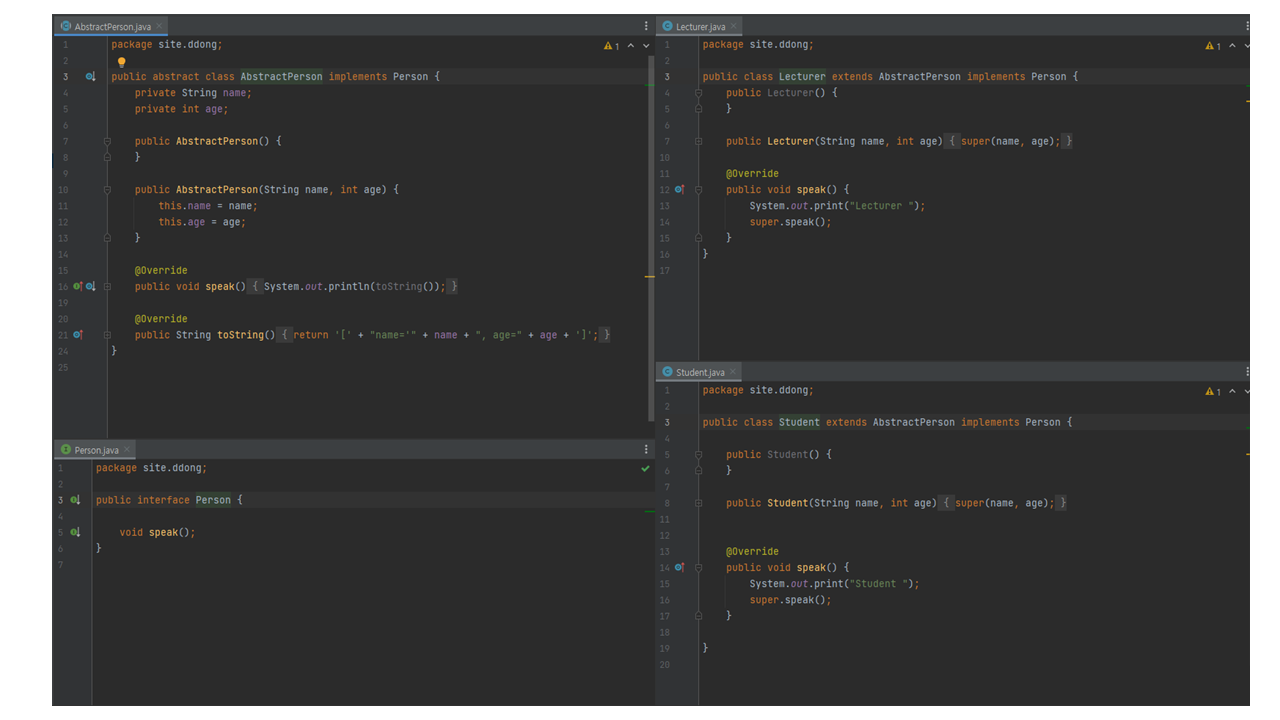 AbstractPerson.java
1 package site.ddong;
2
3 public abstract class AbstractPerson implements Person {
4 private String name;
5 private int age;
6
7 public AbstractPerson() {
8 }
9
10 public AbstractPerson(String name, int age) {
11 this.name = name;
12 this.age = age;
13 }
14
15 @Override
16 public void speak() { System.out.println(toString()); }
19
20 @Override
21 public String toString() { return '[' + "name='" + name + ", age=" + age + ']'; }
24 }
25
1
Person.java
1 package site.ddong;
2
3 public interface Person {
4
5 void speak();
6 }
7
Lecturer.java
1 package site.ddong;
2
3 public class Lecturer extends AbstractPerson implements Person {
4 public Lecturer() {
5 }
6
7 public Lecturer(String name, int age) { super(name, age); }
10
11 @Override
12 public void speak() {
13 System.out.print("Lecturer ");
14 super.speak();
15 }
16 }
17
1
Student.java
1 package site.ddong;
2
3 public class Student extends AbstractPerson implements Person {
4
5 public Student() {
6 }
7
8 public Student(String name, int age) { super(name, age); }
11
12
13 @Override
14 public void speak() {
15 System.out.print("Student ");
16 super.speak();
17 }
18
19 }
20
1